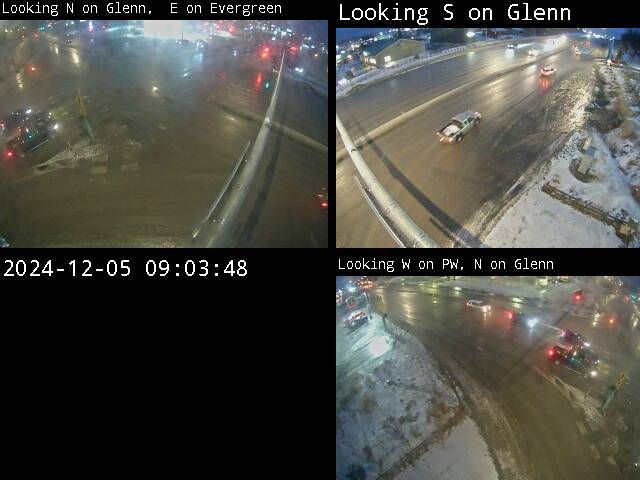 Looking N on Glenn,  E on Evergreen
Looking S on Glenn
2024-12-05 09:03:48
Looking W on PW, N on Glenn